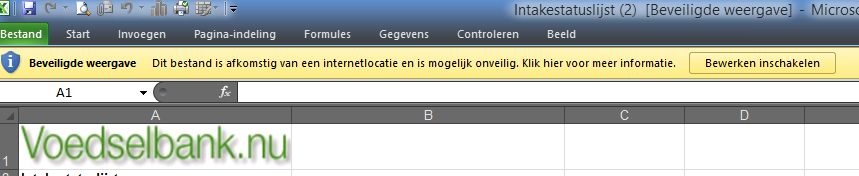 Intakestatuslijst (2) [Beveiligde weergave] - Microso
Bestand Start Invoegen Pagina-indeling Formules Gegevens Controleren Beeld
Beveiligde weergave Dit bestand is afkomstig van een internetlocatie en is mogelijk onveilig. Klik hier voor meer informatie. Bewerken inschakelen
A1 fx
A B C D
1 Voedselbank.nu